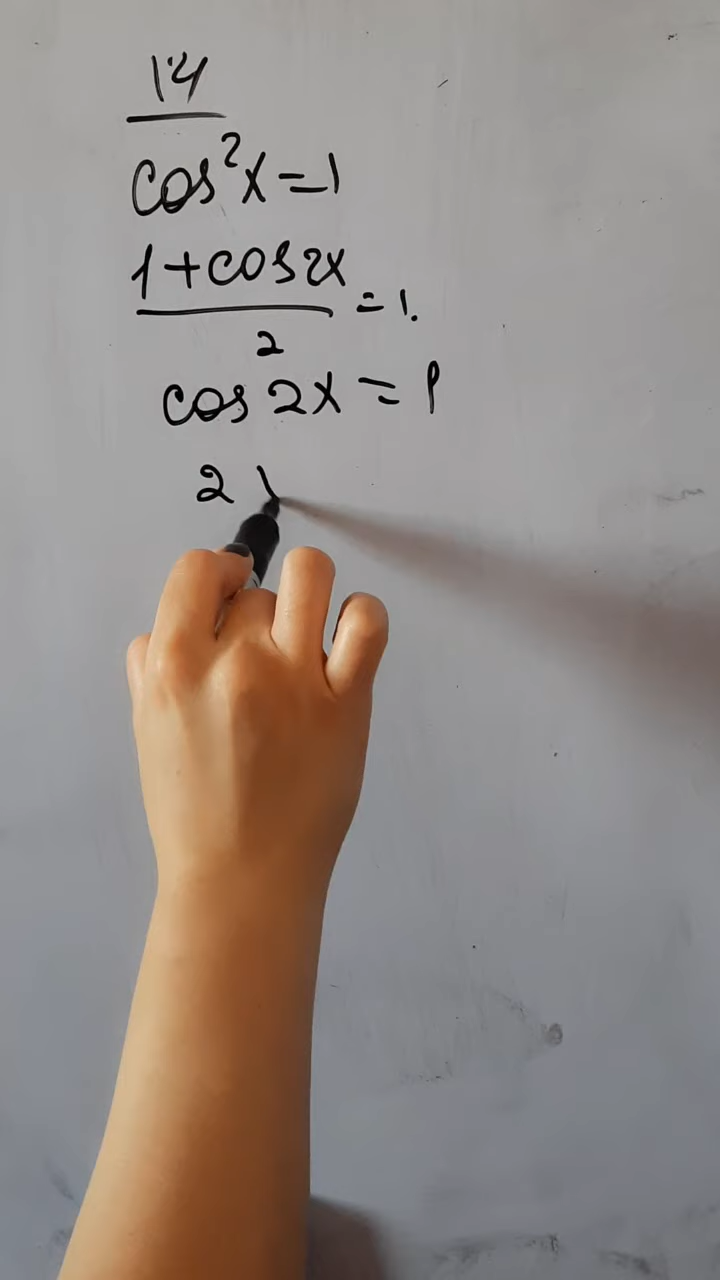 14
cos²x=1
1+cos2x
/2 =1.
cos 2x=1
2